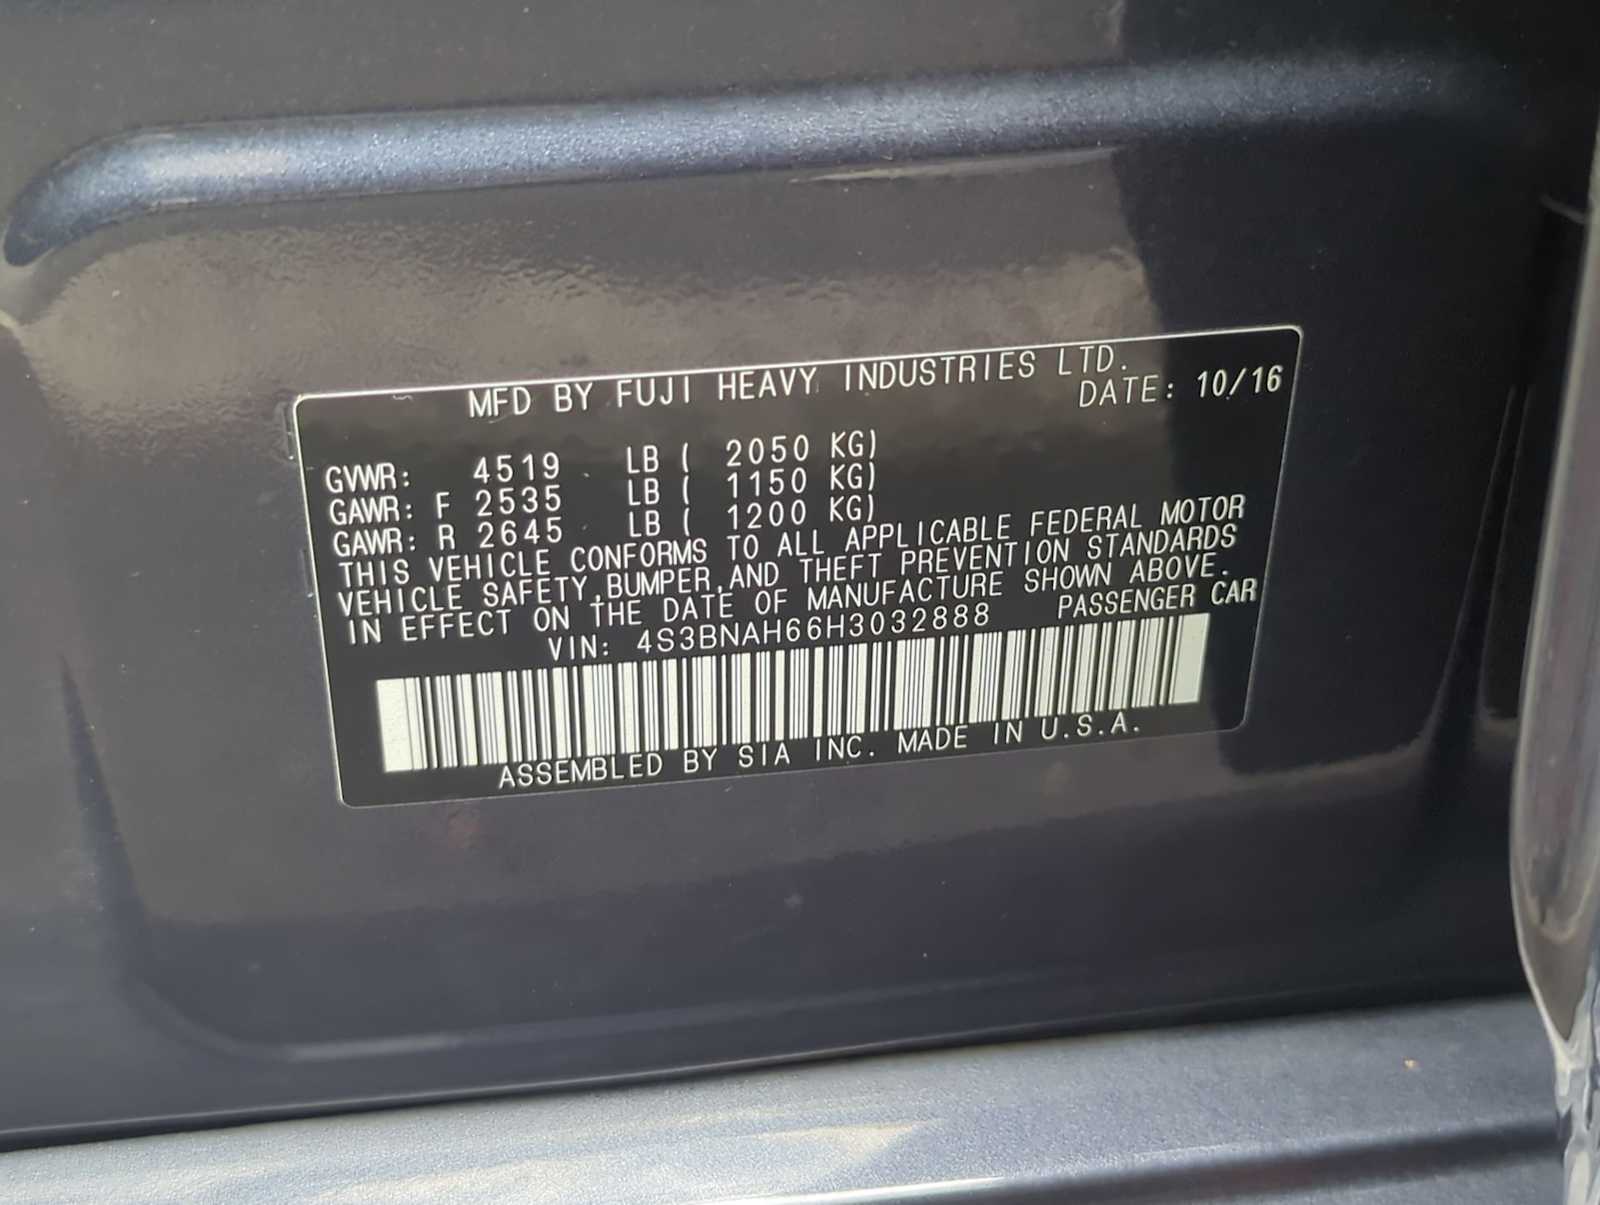 MFD BY FUJI HEAVY INDUSTRIES LTD.
DATE: 10/16
GVWR: 4519 LB ( 2050 KG)
GAWR: F 2535 LB ( 1150 KG)
GAWR: R 2645 LB ( 1200 KG)
THIS VEHICLE CONFORMS TO ALL APPLICABLE FEDERAL MOTOR
VEHICLE SAFETY,BUMPER,AND THEFT PREVENTION STANDARDS
IN EFFECT ON THE DATE OF MANUFACTURE SHOWN ABOVE.
VIN: 4S3BNAH66H3032888 PASSENGER CAR
ASSEMBLED BY SIA INC. MADE IN U.S.A.